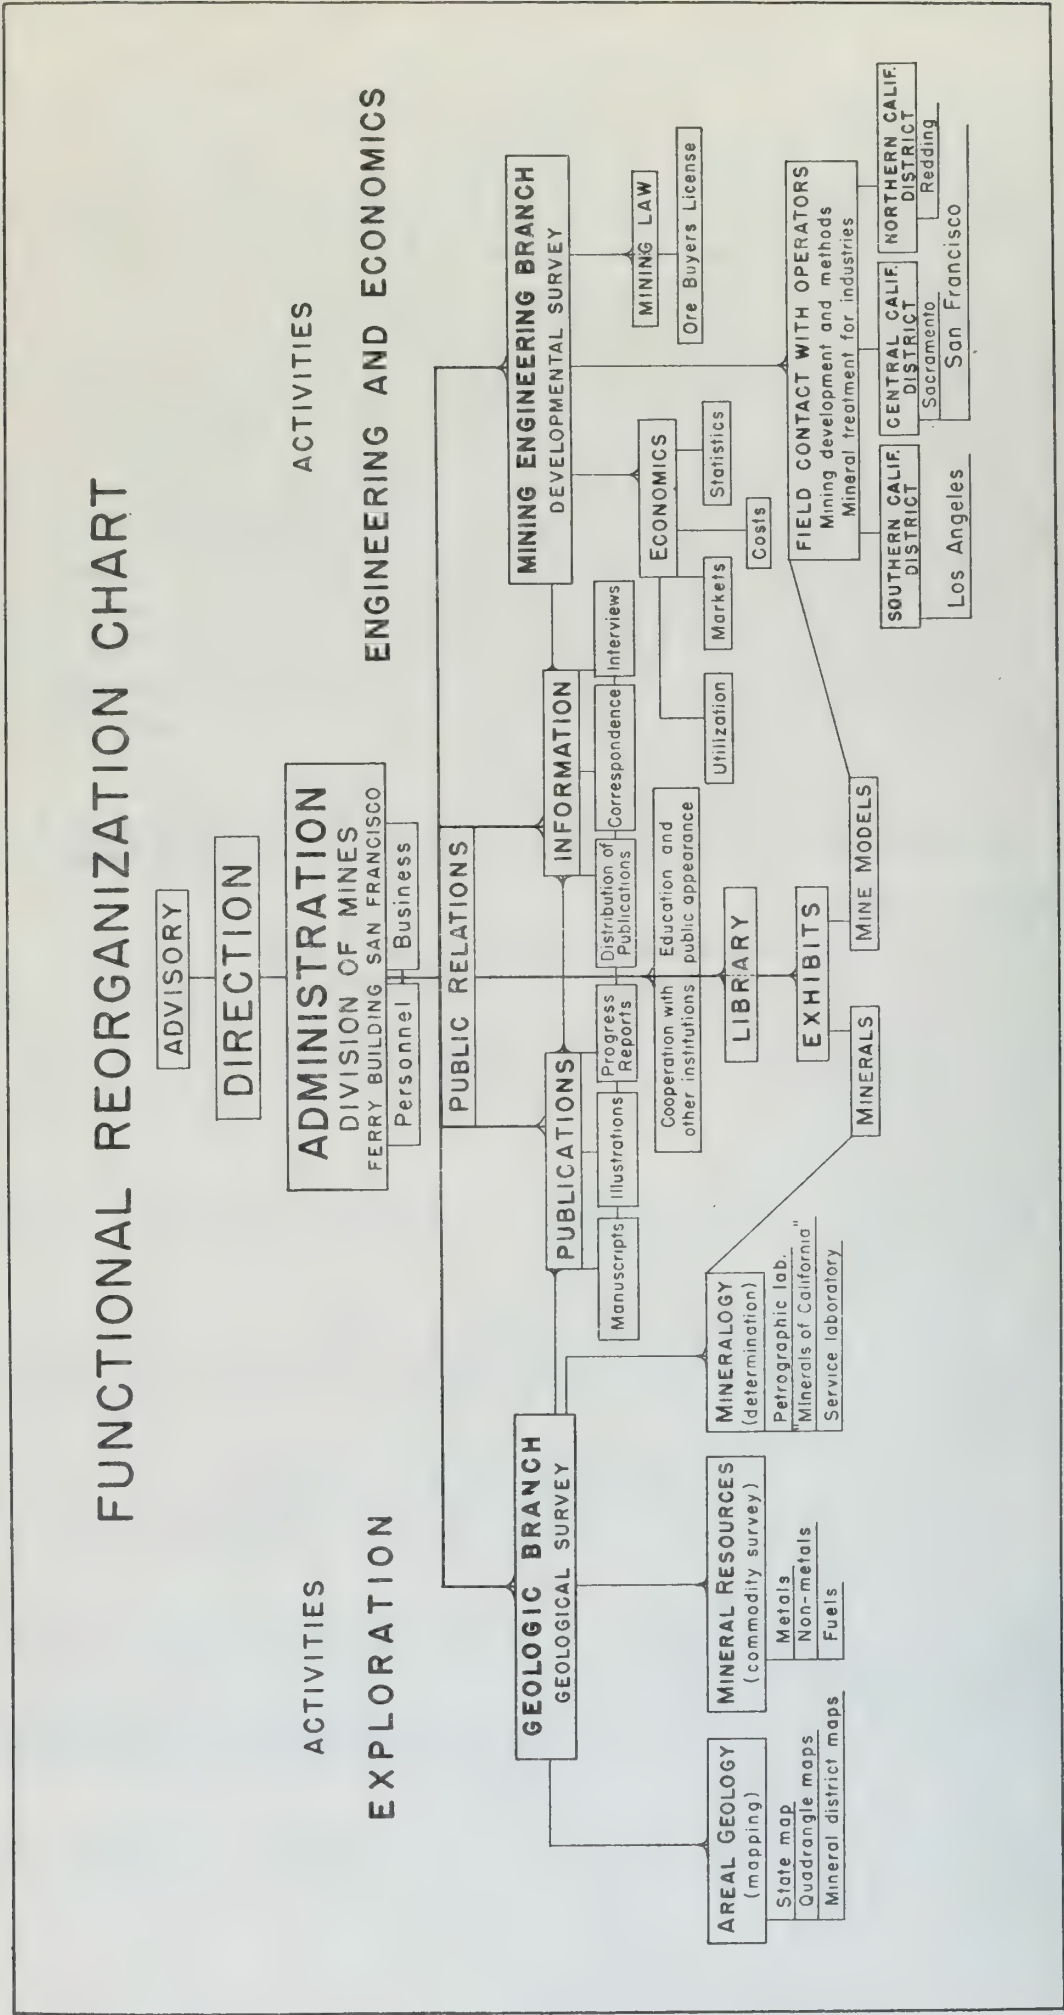 FUNCTIONAL REORGANIZATION CHART
ADVISORY
DIRECTION
ADMINISTRATION
DIVISION OF MINES
FERRY BUILDING SAN FRANCISCO
Personnel
Business
ACTIVITIES
EXPLORATION
ACTIVITIES
ENGINEERING AND ECONOMICS
PUBLIC RELATIONS
GEOLOGIC BRANCH
GEOLOGICAL SURVEY
PUBLICATIONS
Manuscripts
Illustrations
Progress
Reports
INFORMATION
Distribution of
Publications
Correspondence
Interviews
MINING ENGINEERING BRANCH
DEVELOPMENTAL SURVEY
Cooperation with
other institutions
Education and
public appearance
ECONOMICS
Utilization
Markets
Costs
Statistics
MINING LAW
Ore Buyers License
AREAL GEOLOGY
(mapping)
State map
Quadrangle maps
Mineral district maps
MINERAL RESOURCES
(commodity survey)
Metals
Non-metals
Fuels
MINERALOGY
(determination)
Petrographic lab.
"Minerals of California"
Service laboratory
LIBRARY
EXHIBITS
MINERALS
MINE MODELS
FIELD CONTACT WITH OPERATORS
Mining development and methods
Mineral treatment for industries
SOUTHERN CALIF.
DISTRICT
Los Angeles
CENTRAL CALIF.
DISTRICT
Sacramento
NORTHERN CALIF.
DISTRICT
Redding
San Francisco